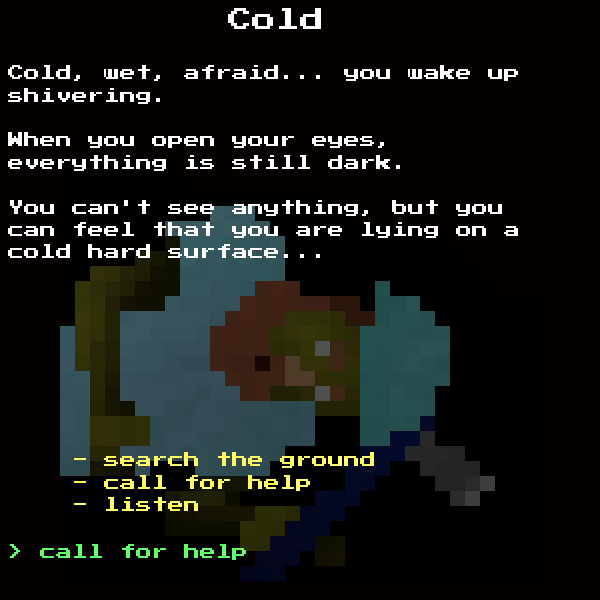 Cold
Cold, wet, afraid... you wake up
shivering.
When you open your eyes,
everything is still dark.
You can't see anything, but you
can feel that you are lying on a
cold hard surface...
- search the ground
- call for help
- listen
> call for help